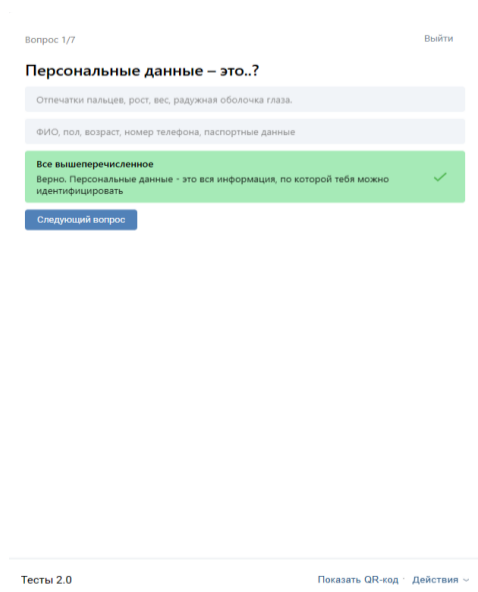 Вопрос 1/7
Выйти
Персональные данные – это..?
Отпечатки пальцев, рост, вес, радужная оболочка глаза.
ФИО, пол, возраст, номер телефона, паспортные данные
Все вышеперечисленное
Верно. Персональные данные - это вся информация, по которой тебя можно
идентифицировать
Следующий вопрос
Тесты 2.0
Показать QR-код · Действия